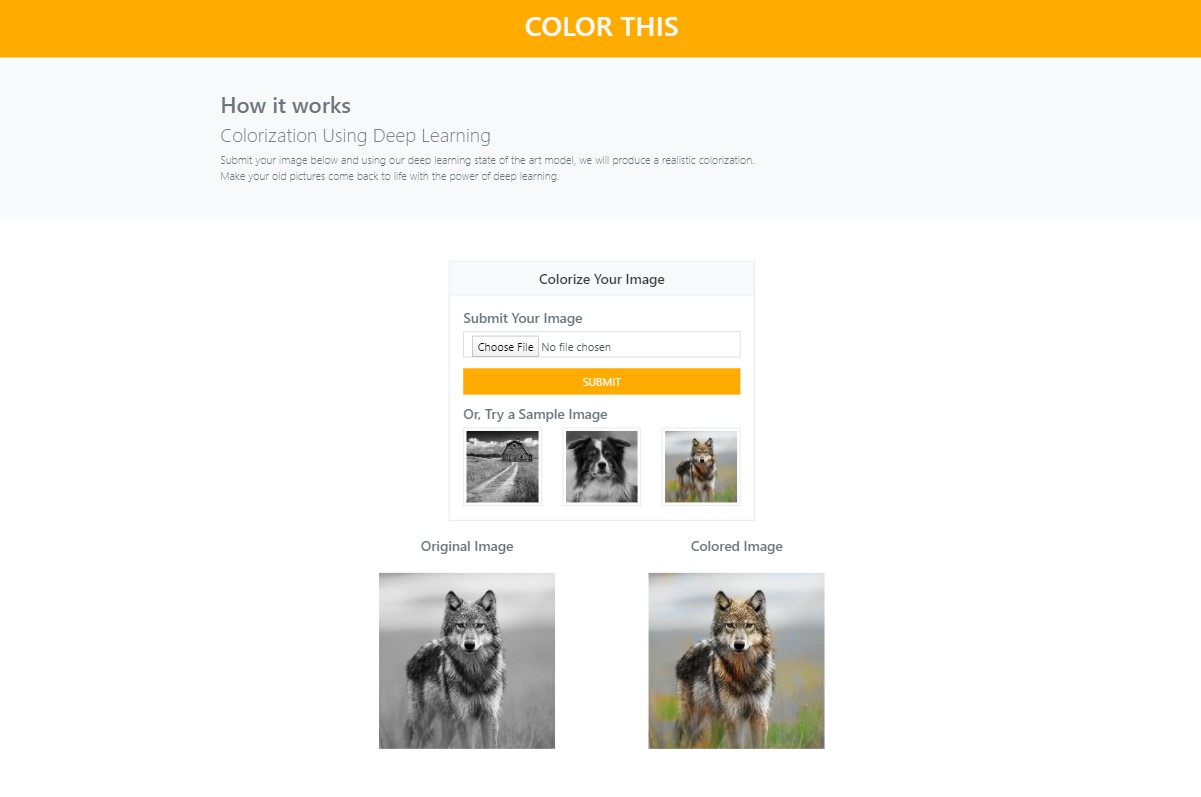 COLOR THIS
How it works
Colorization Using Deep Learning
Submit your image below and using our deep learning state of the art model, we will produce a realistic colorization.
Make your old pictures come back to life with the power of deep learning.
Colorize Your Image
Submit Your Image
Choose File No file chosen
SUBMIT
Or, Try a Sample Image
Original Image
Colored Image